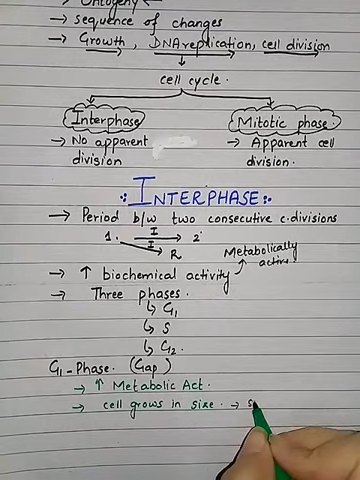 → Ontogeny
→ sequence of changes
→ Growth, DNA replication, cell division
cell cycle.
Interphase Mitotic phase
→ No apparent division → Apparent cell division.
:INTERPHASE:
→ Period b/w two consecutive c.divisions
1. I → 2
I → R
Metabolically active
→ ↑ biochemical activity
→ Three phases.
↳ G₁
↳ S
↳ G₂.
G₁-Phase. (Gap)
→ ↑ Metabolic Act.
→ cell grows in size. → s